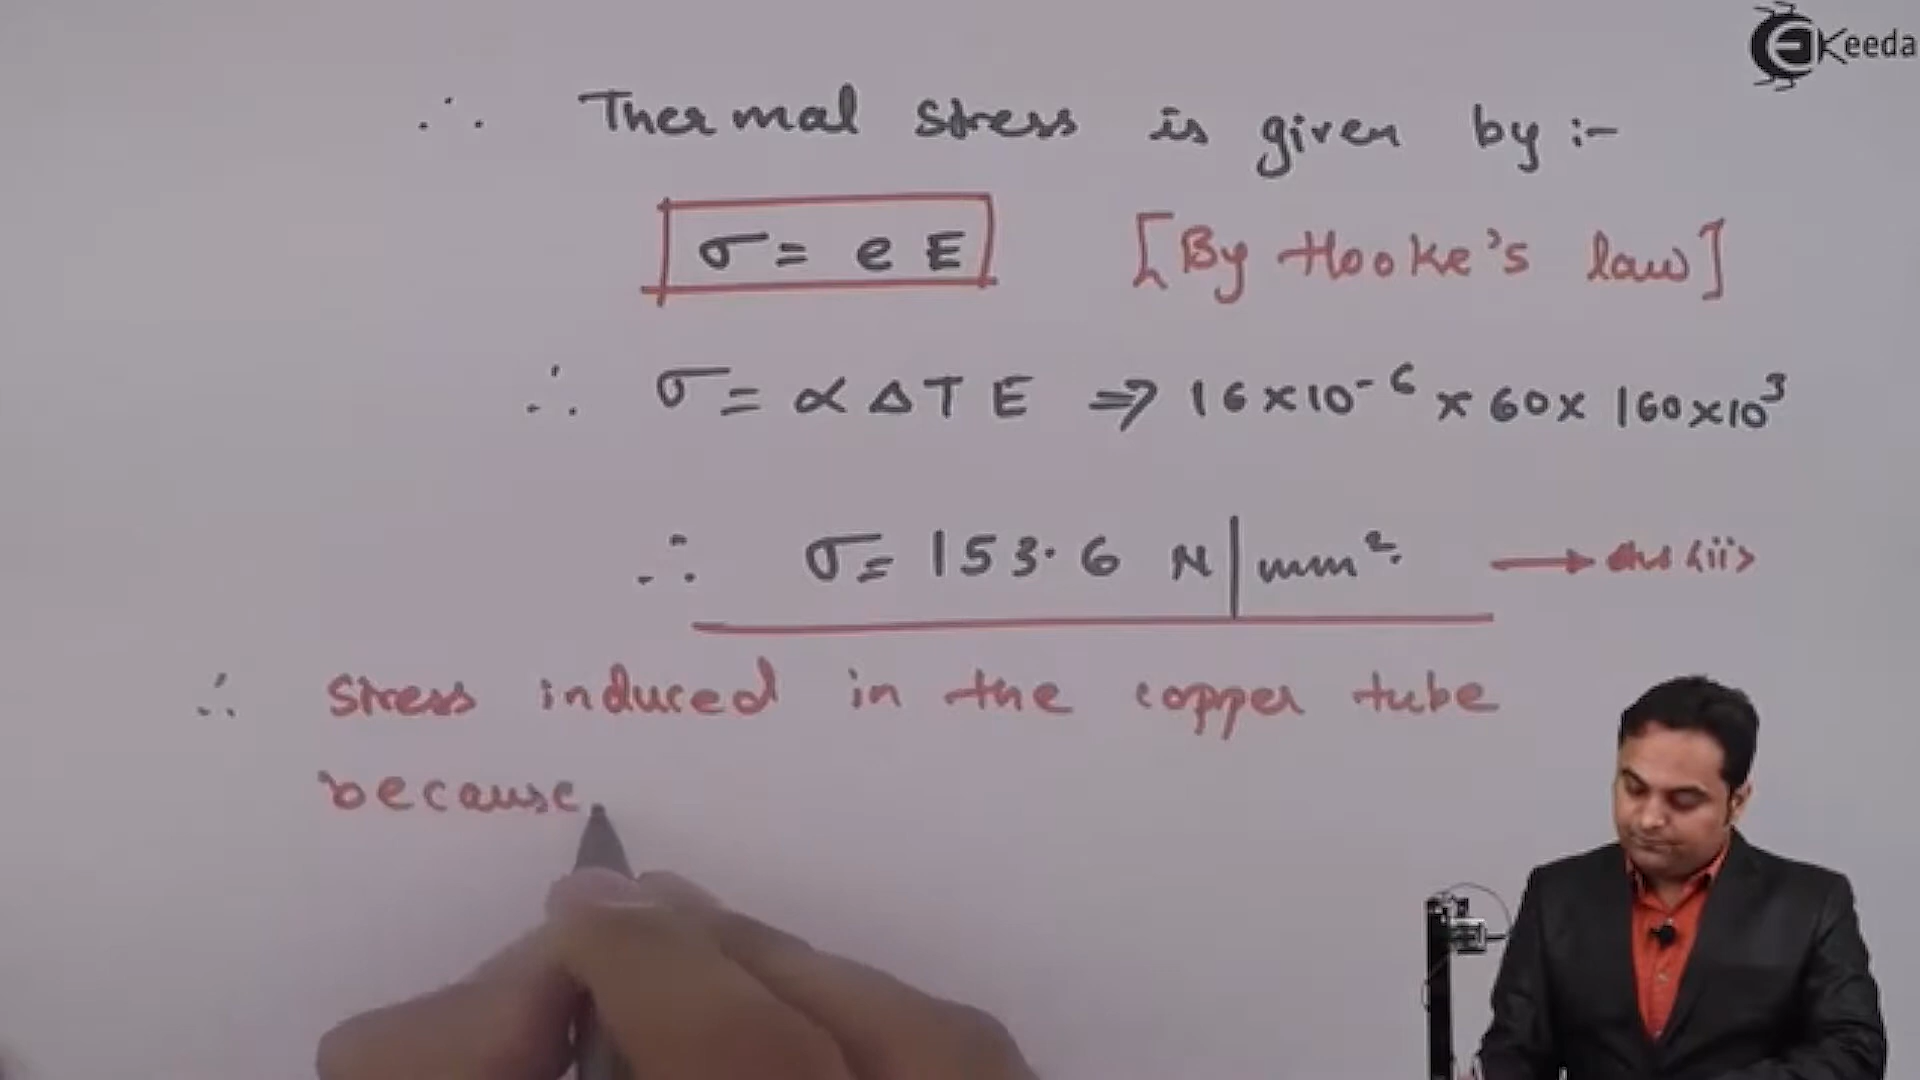 Ekeeda
∴ Thermal stress is given by :-
σ = e E [By Hooke's law]
∴ σ = α Δ T E ⇒ 16×10⁻⁶ × 60 × 160×10³
∴ σ = 153.6 N/mm² → Ans (ii)
∴ Stress induced in the copper tube
because